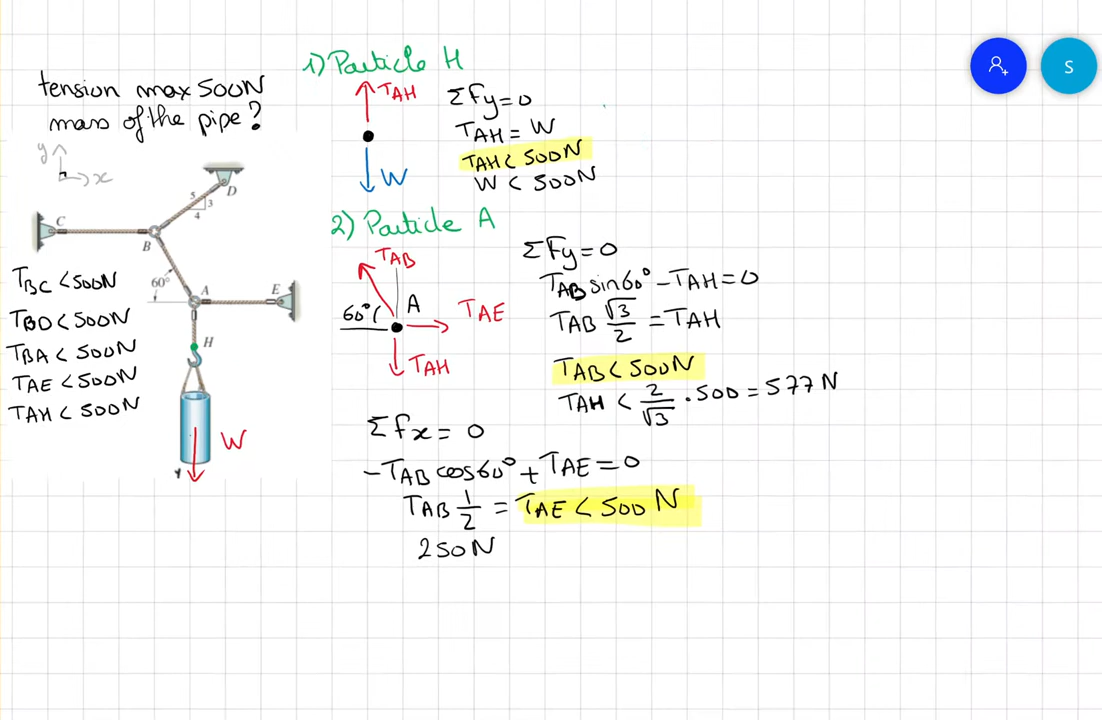 tension max 500N
mass of the pipe?
y
x
5
3
4
D
C
B
60°
A
E
H
W
TBC < 500N
TBD < 500N
TBA < 500N
TAE < 500N
TAH < 500N
1) Particle H
TAH
W
ΣFy = 0
TAH = W
TAH < 500N
W < 500N
2) Particle A
TAB
60°
A
TAE
TAH
ΣFy = 0
TAB sin60° - TAH = 0
TAB √3/2 = TAH
TAB < 500N
TAH < 2/√3 · 500 = 577 N
ΣFx = 0
-TAB cos60° + TAE = 0
TAB 1/2 = TAE < 500 N
250N
S